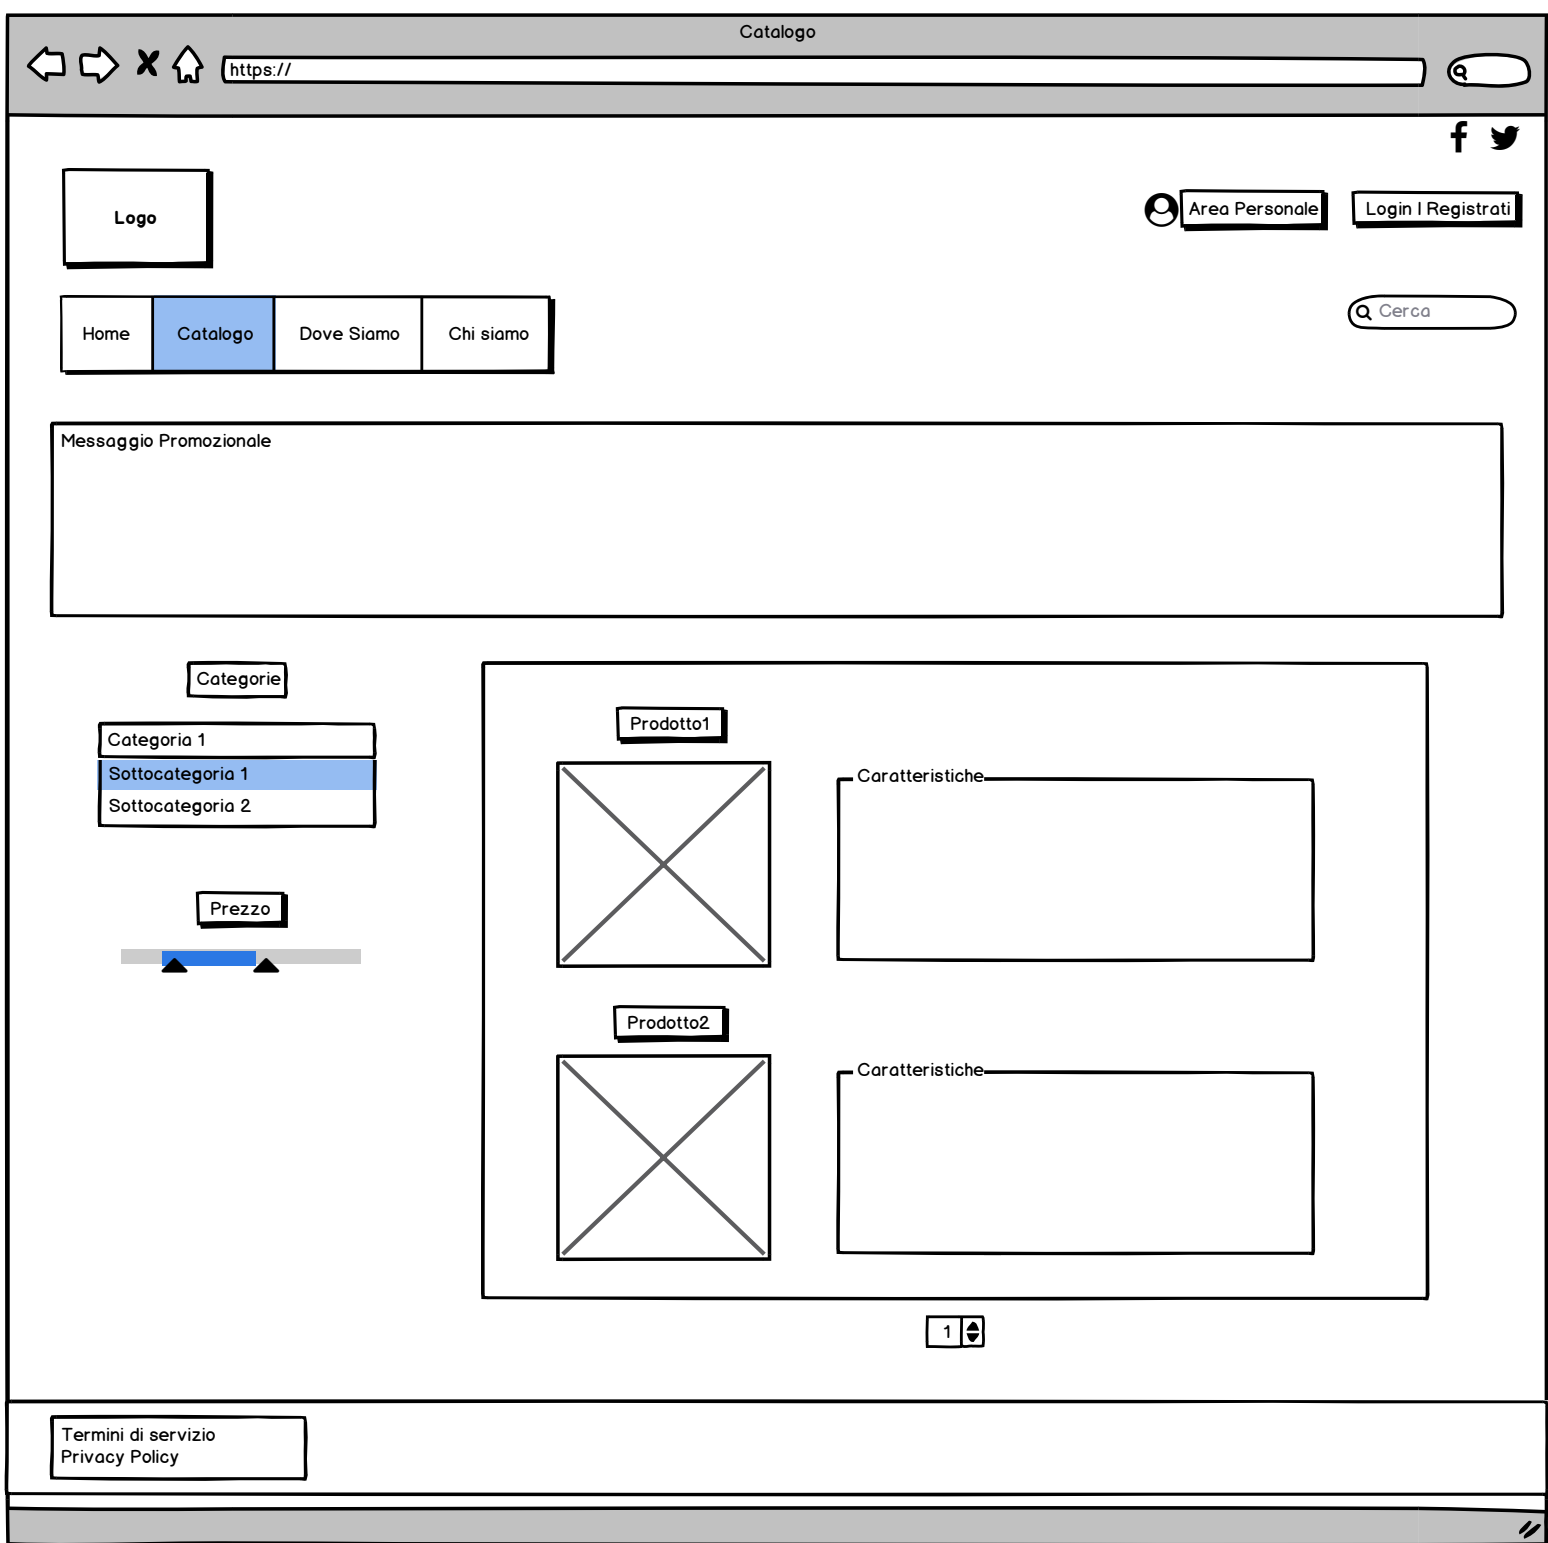 Catalogo
https://
Logo
Area Personale
Login | Registrati
Home
Catalogo
Dove Siamo
Chi siamo
Cerca
Messaggio Promozionale
Categorie
Categoria 1
Sottocategoria 1
Sottocategoria 2
Prezzo
Prodotto1
Caratteristiche
Prodotto2
Caratteristiche
1
Termini di servizio
Privacy Policy